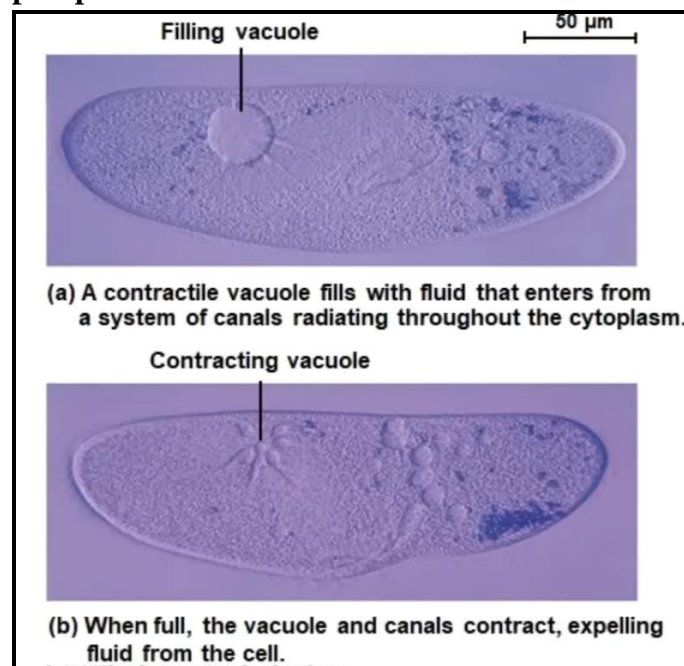 Filling vacuole
50 µm
(a) A contractile vacuole fills with fluid that enters from
a system of canals radiating throughout the cytoplasm.
Contracting vacuole
(b) When full, the vacuole and canals contract, expelling
fluid from the cell.